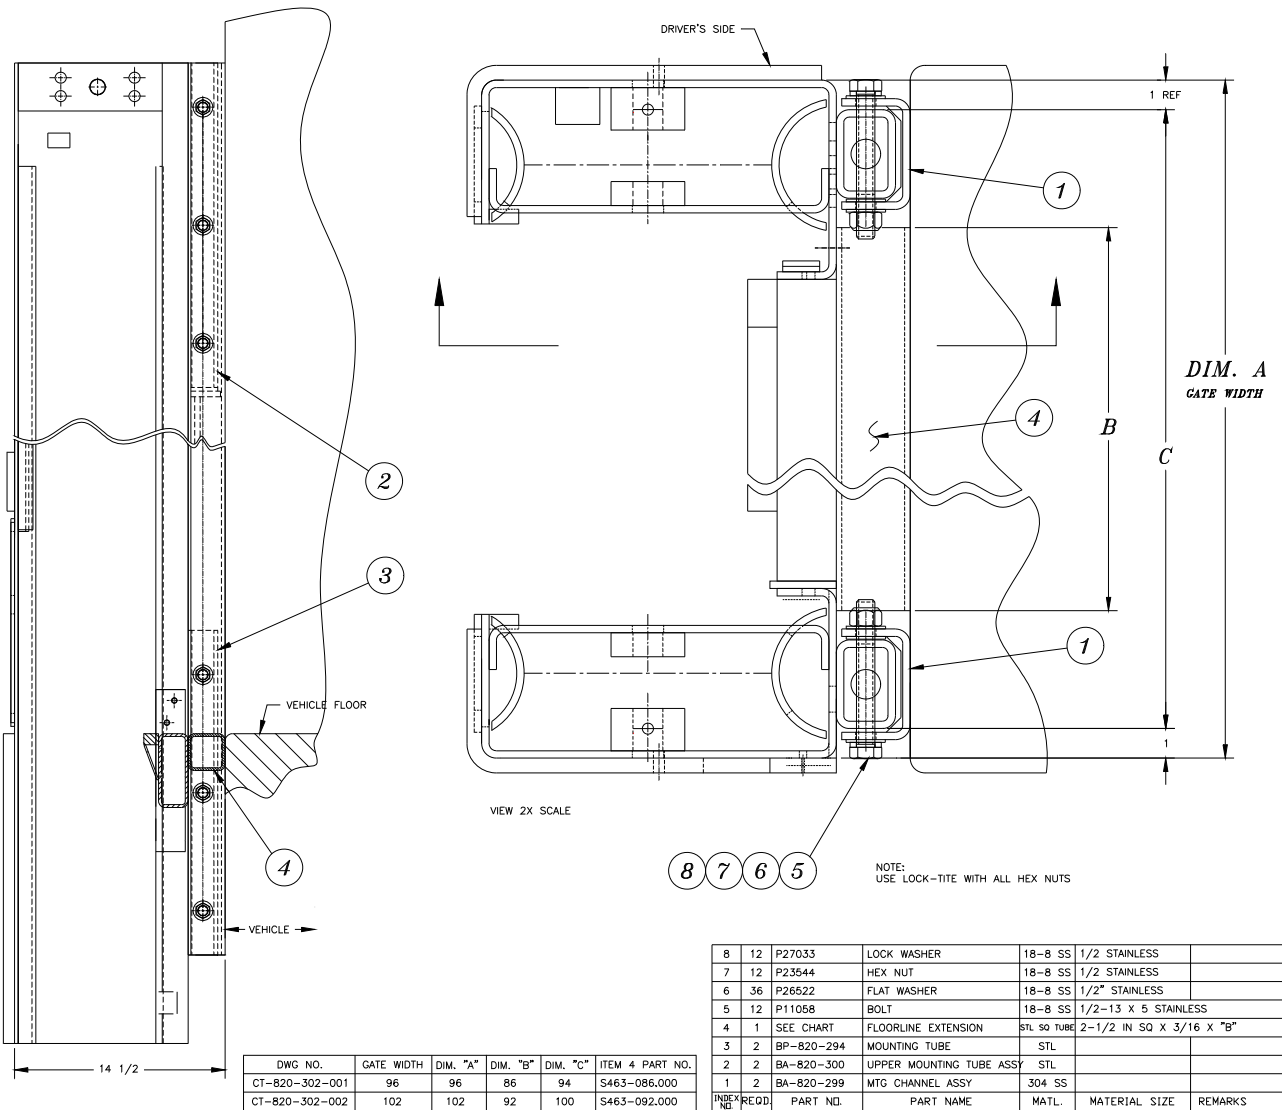 DRIVER'S SIDE
1 REF
1
DIM. A
GATE WIDTH
4
B
C
2
3
1
VEHICLE FLOOR
1
VIEW 2X SCALE
4
8 7 6 5
NOTE:
USE LOCK-TITE WITH ALL HEX NUTS
VEHICLE
14 1/2
8 12 P27033 LOCK WASHER 18-8 SS 1/2 STAINLESS
7 12 P23544 HEX NUT 18-8 SS 1/2 STAINLESS
6 36 P26522 FLAT WASHER 18-8 SS 1/2" STAINLESS
5 12 P11058 BOLT 18-8 SS 1/2-13 X 5 STAINLESS
4 1 SEE CHART FLOORLINE EXTENSION STL SQ TUBE 2-1/2 IN SQ X 3/16 X "B"
3 2 BP-820-294 MOUNTING TUBE STL
2 2 BA-820-300 UPPER MOUNTING TUBE ASSY STL
1 2 BA-820-299 MTG CHANNEL ASSY 304 SS
INDEX NO. REQD. PART NO. PART NAME MATL. MATERIAL SIZE REMARKS
DWG NO. GATE WIDTH DIM. "A" DIM. "B" DIM. "C" ITEM 4 PART NO.
CT-820-302-001 96 96 86 94 S463-086.000
CT-820-302-002 102 102 92 100 S463-092.000